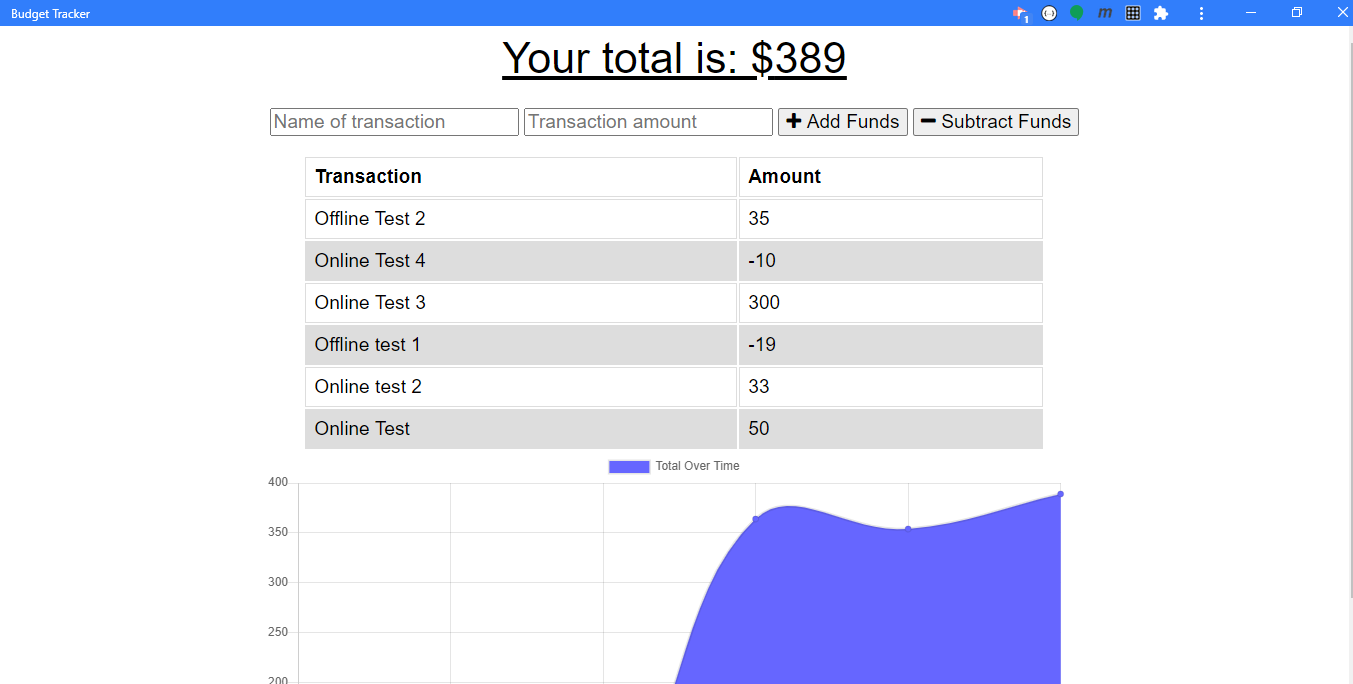 Budget Tracker
1
m
Your total is: $389
Name of transaction Transaction amount Add Funds Subtract Funds
Transaction Amount
Offline Test 2 35
Online Test 4 -10
Online Test 3 300
Offline test 1 -19
Online test 2 33
Online Test 50
Total Over Time
400
350
300
250
200